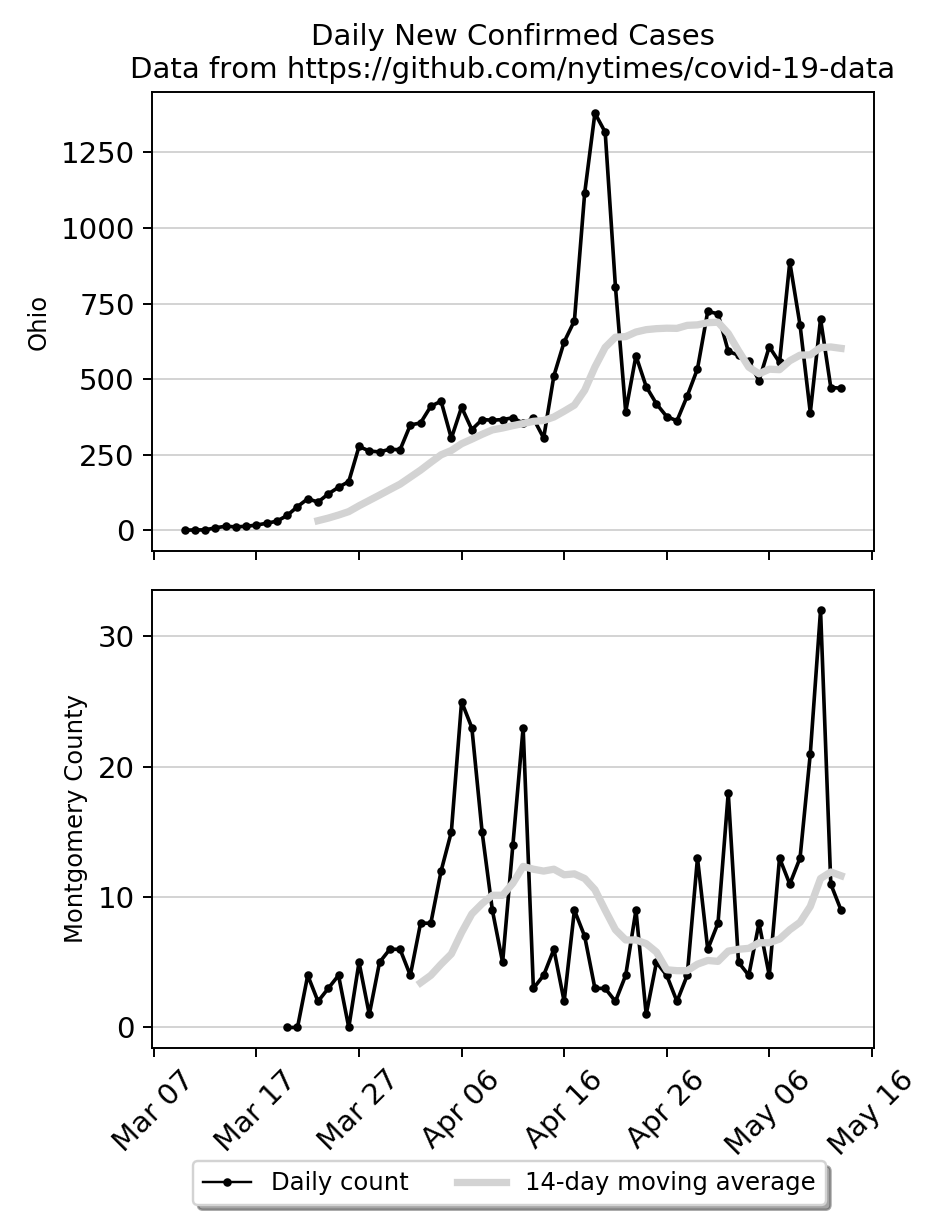 Daily New Confirmed Cases
Data from https://github.com/nytimes/covid-19-data
1250
1000
750
500
250
0
Ohio
30
20
10
0
Montgomery County
Mar 07
Mar 17
Mar 27
Apr 06
Apr 16
Apr 26
May 06
May 16
Daily count
14-day moving average